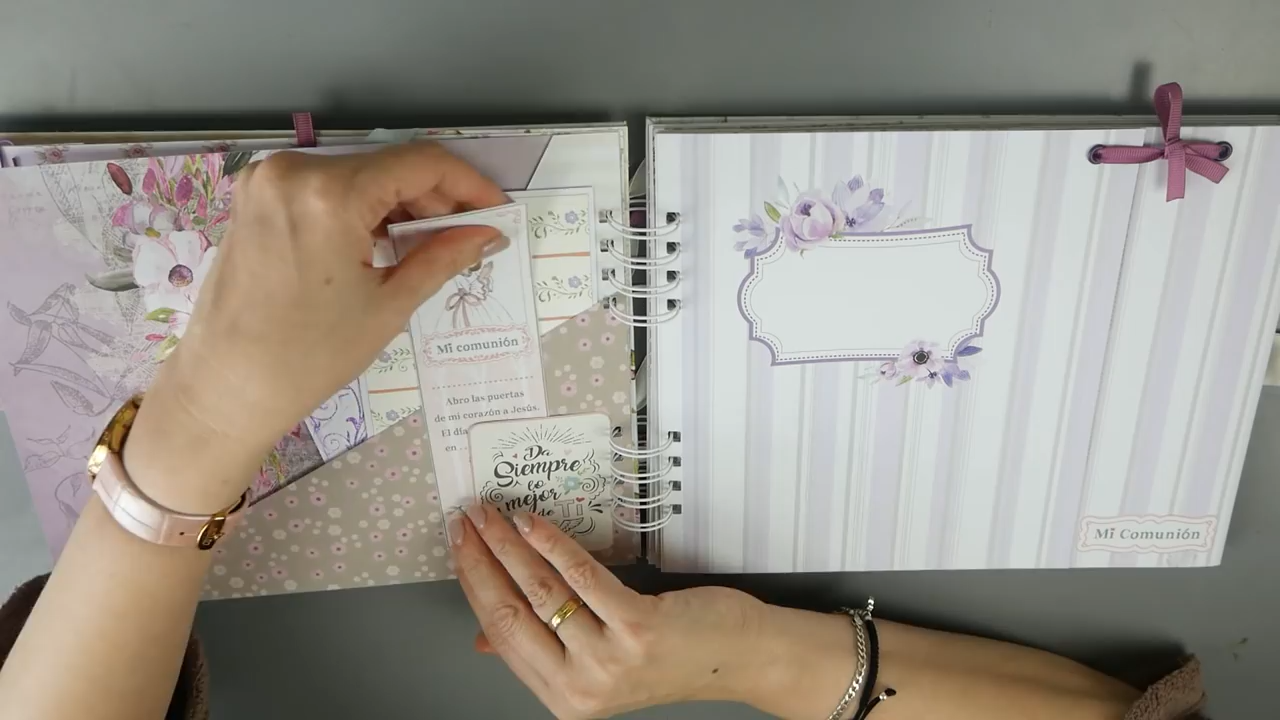 Mi comunión
Abro las puertas
de mi corazón a Jesús.
El día
en . .
Da
Siempre
lo
mejor
de TI
Mi Comunión